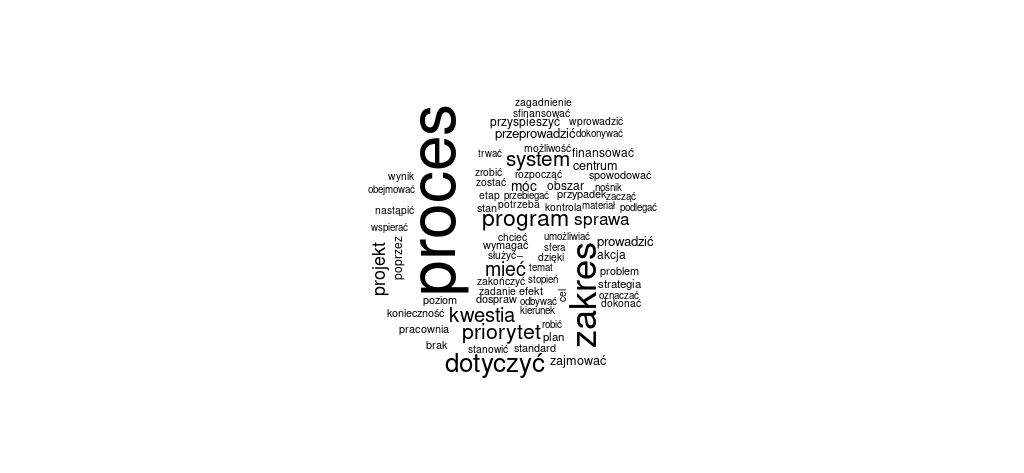 zagadnienie
sfinansować
przyspieszyć wprowadzić
przeprowadzić dokonywać
możliwość
trwać system finansować
centrum
zrobić rozpocząć spowodować
wynik
zostać móc obszar nośnik
obejmować
etap przebiegać przypadek zacząć
stan potrzeba kontrola materiał podlegać
nastąpić
program sprawa
wspierać
proces
chcieć umożliwiać prowadzić
wymagać sfera
służyć – dzięki akcja
projekt
poprzez
mieć temat problem
zakończyć stopień strategia
zadanie efekt cel oznaczać
poziom dospraw odbywać dokonać
zakres
konieczność kwestia kierunek
pracownia priorytet robić
plan
brak stanowić standard
dotyczyć zajmować